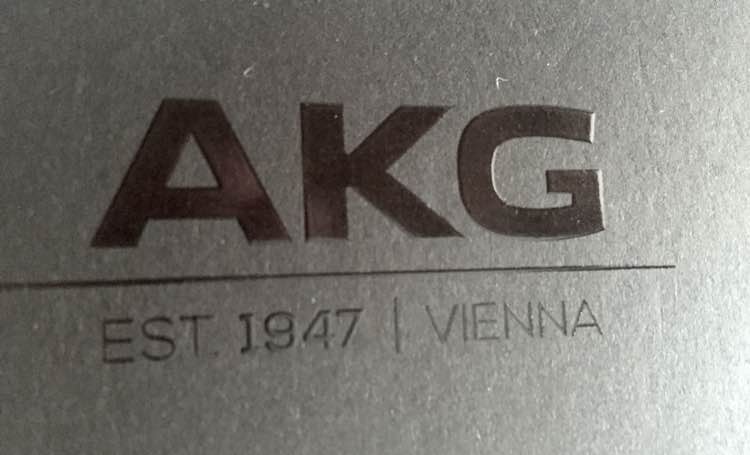 AKG
EST. 1947 | VIENNA